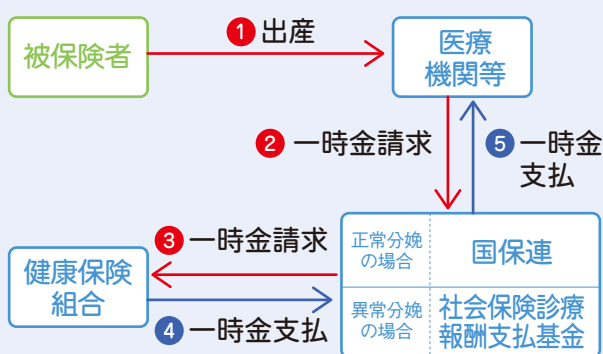 被保険者
❶出産
医療
機関等
❷一時金請求
❺一時金
支払
❸一時金請求
正常分娩
の場合
国保連
健康保険
組合
❹一時金支払
異常分娩
の場合
社会保険診療
報酬支払基金